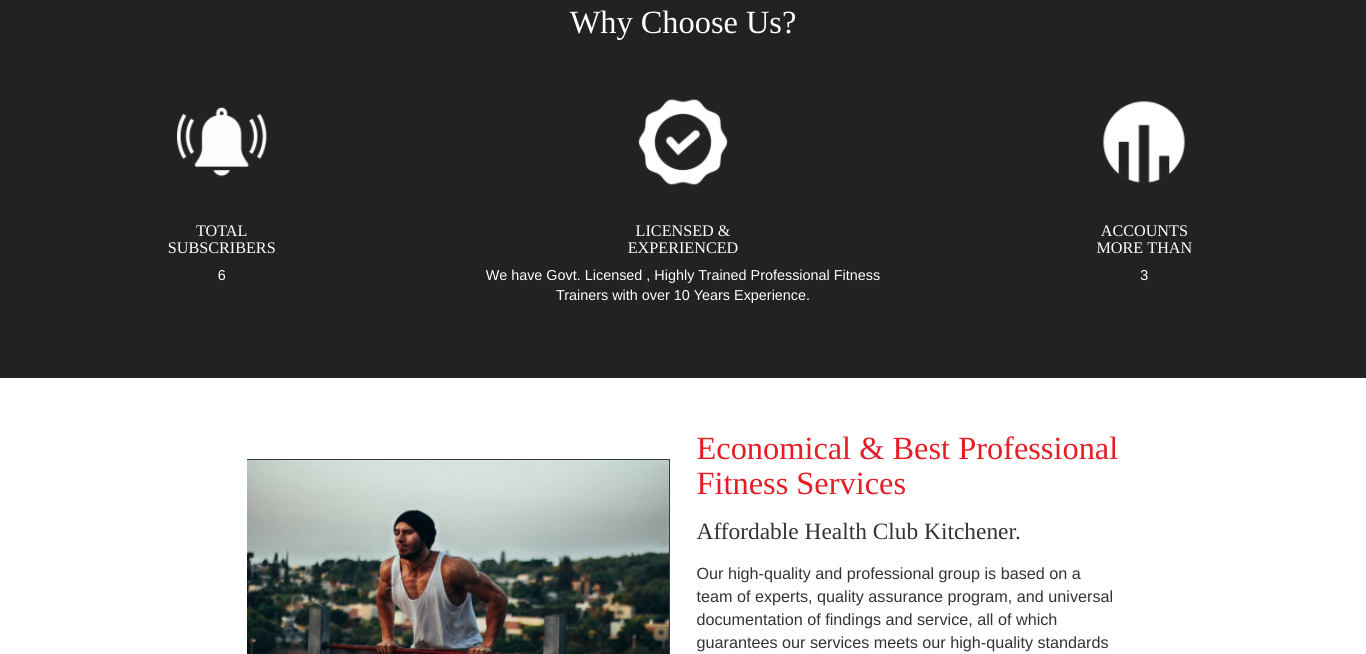 Why Choose Us?
TOTAL
SUBSCRIBERS
6
LICENSED &
EXPERIENCED
We have Govt. Licensed , Highly Trained Professional Fitness
Trainers with over 10 Years Experience.
ACCOUNTS
MORE THAN
3
Economical & Best Professional
Fitness Services
Affordable Health Club Kitchener.
Our high-quality and professional group is based on a
team of experts, quality assurance program, and universal
documentation of findings and service, all of which
guarantees our services meets our high-quality standards